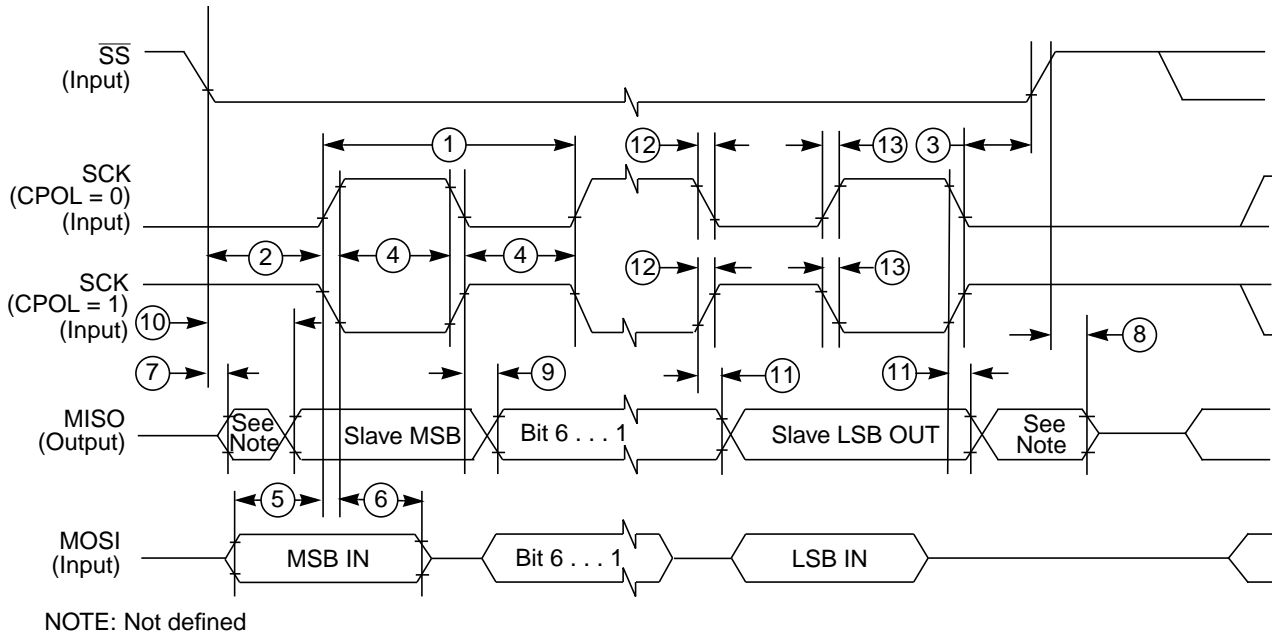 SS
(Input)
1
12
13
3
SCK
(CPOL = 0)
(Input)
2
4
4
12
13
SCK
(CPOL = 1)
(Input)
10
8
7
9
11
11
MISO
(Output)
See
Note
Slave MSB
Bit 6 . . . 1
Slave LSB OUT
See
Note
5
6
MOSI
(Input)
MSB IN
Bit 6 . . . 1
LSB IN
NOTE: Not defined